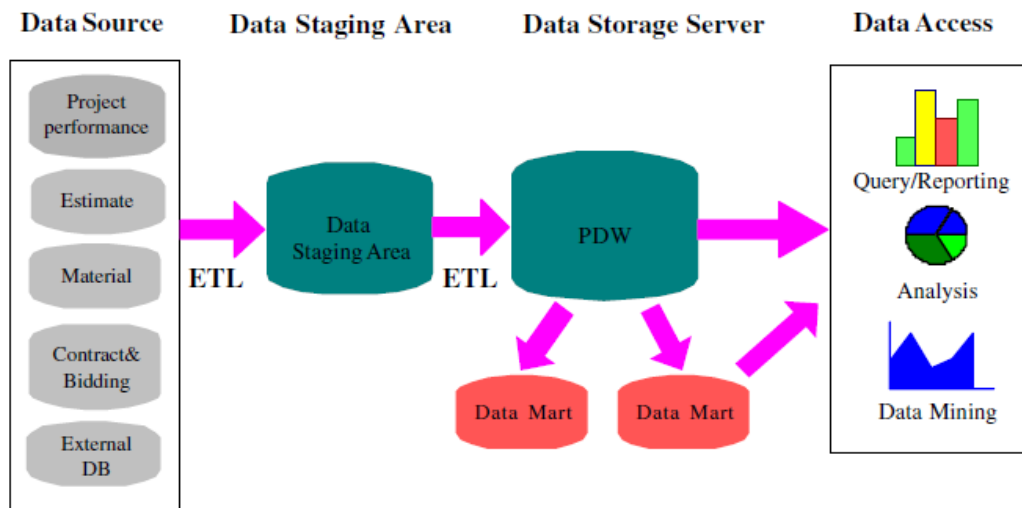 Data Source
Data Staging Area
Data Storage Server
Data Access
Project
performance
Estimate
Material
Contract&
Bidding
External
DB
ETL
Data
Staging Area
ETL
PDW
Data Mart
Data Mart
Query/Reporting
Analysis
Data Mining